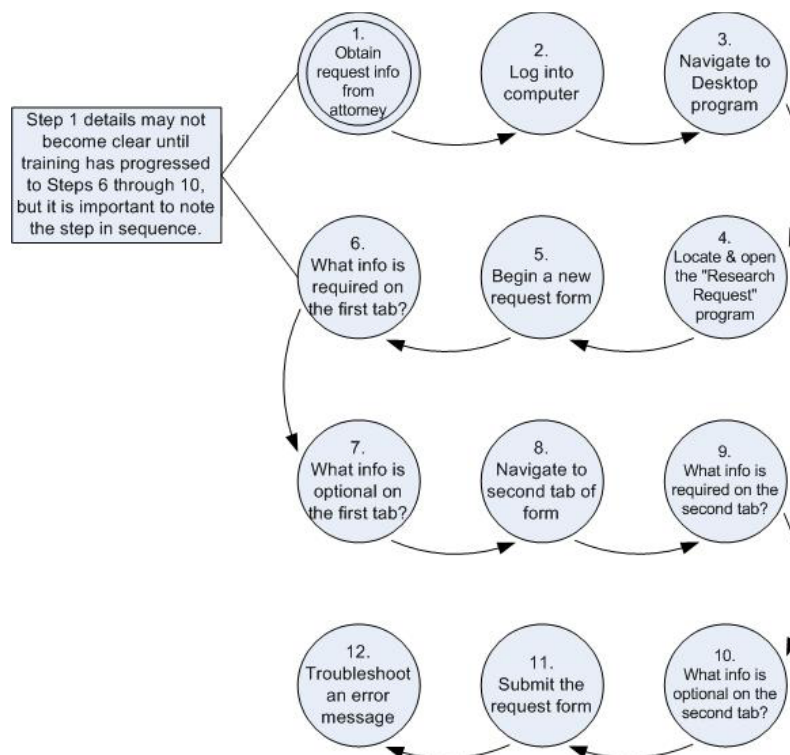 1.
Obtain
request info
from
attorney
2.
Log into
computer
3.
Navigate to
Desktop
program
Step 1 details may not
become clear until
training has progressed
to Steps 6 through 10,
but it is important to note
the step in sequence.
6.
What info is
required on
the first tab?
5.
Begin a new
request form
4.
Locate & open
the "Research
Request"
program
7.
What info is
optional on
the first tab?
8.
Navigate to
second tab of
form
9.
What info is
required on the
second tab?
12.
Troubleshoot
an error
message
11.
Submit the
request form
10.
What info is
optional on the
second tab?